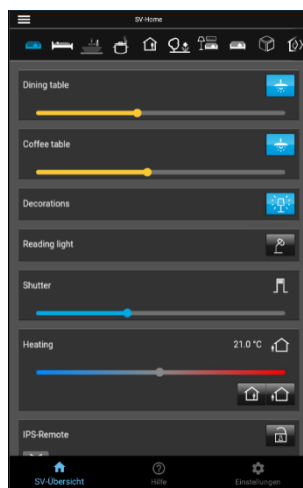 SV-Home
Dining table
Coffee table
Decorations
Reading light
Shutter
Heating 21.0 °C
IPS-Remote
SV-Übersicht Hilfe Einstellungen